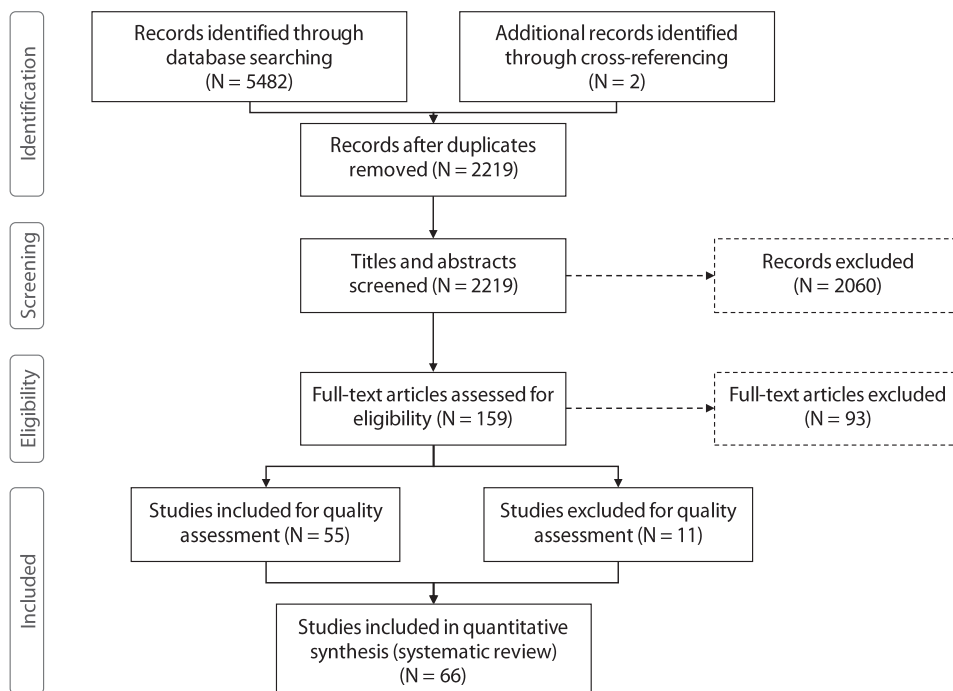 Identification
Records identified through
database searching
(N = 5482)
Additional records identified
through cross-referencing
(N = 2)
Records after duplicates
removed (N = 2219)
Screening
Titles and abstracts
screened (N = 2219)
Records excluded
(N = 2060)
Eligibility
Full-text articles assessed for
eligibility (N = 159)
Full-text articles excluded
(N = 93)
Included
Studies included for quality
assessment (N = 55)
Studies excluded for quality
assessment (N = 11)
Studies included in quantitative
synthesis (systematic review)
(N = 66)